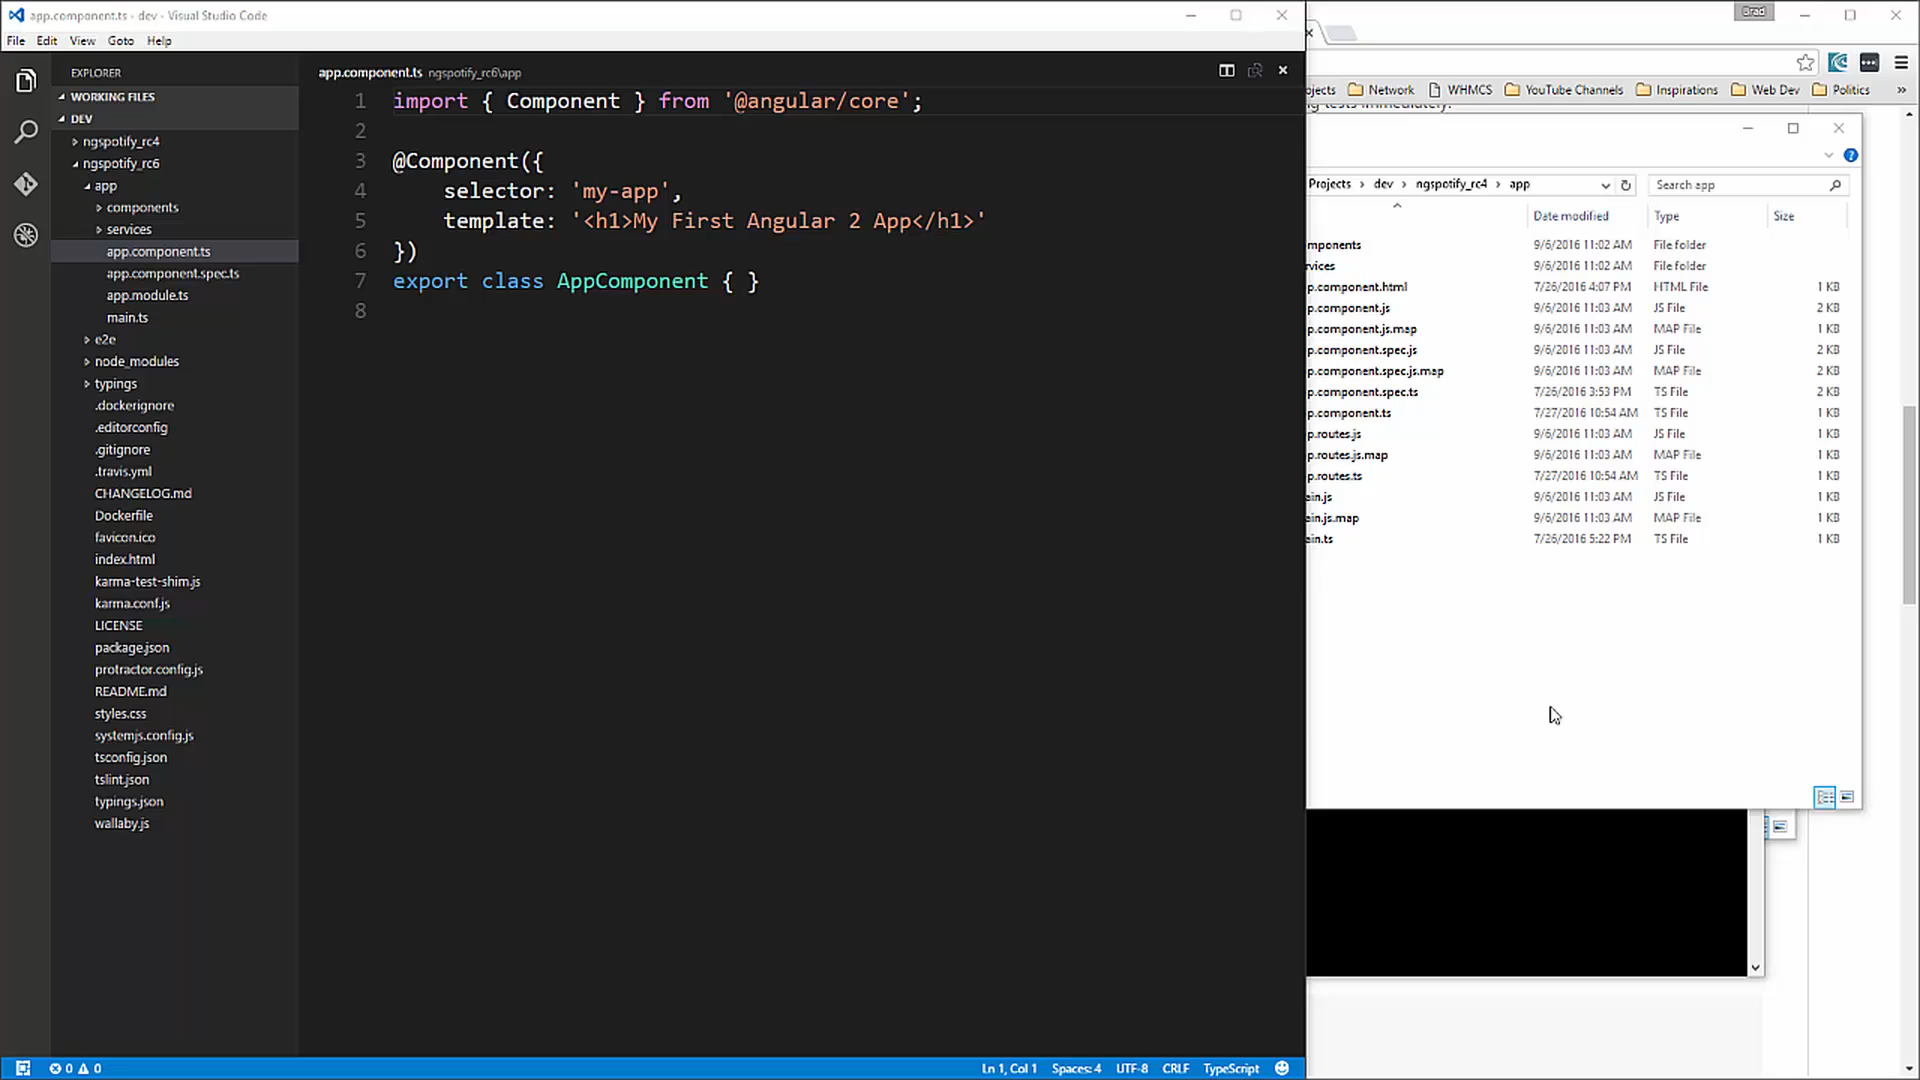 app.component.ts - dev - Visual Studio Code
Brad
File Edit View Goto Help
EXPLORER
app.component.ts ngspotify_rc6\app
WORKING FILES
DEV
ngspotify_rc4
ngspotify_rc6
app
components
services
app.component.ts
app.component.spec.ts
app.module.ts
main.ts
e2e
node_modules
typings
.dockerignore
.editorconfig
.gitignore
.travis.yml
CHANGELOG.md
Dockerfile
favicon.ico
index.html
karma-test-shim.js
karma.conf.js
LICENSE
package.json
protractor.config.js
README.md
styles.css
systemjs.config.js
tsconfig.json
tslint.json
typings.json
wallaby.js
1 import { Component } from '@angular/core';
2
3 @Component({
4 selector: 'my-app',
5 template: '<h1>My First Angular 2 App</h1>'
6 })
7 export class AppComponent { }
8
ojects Network WHMCS YouTube Channels Inspirations Web Dev Politics »
g tests immediately.
Projects > dev > ngspotify_rc4 > app Search app
Date modified Type Size
mponents 9/6/2016 11:02 AM File folder
rvices 9/6/2016 11:02 AM File folder
p.component.html 7/26/2016 4:07 PM HTML File 1 KB
p.component.js 9/6/2016 11:03 AM JS File 2 KB
p.component.js.map 9/6/2016 11:03 AM MAP File 1 KB
p.component.spec.js 9/6/2016 11:03 AM JS File 2 KB
p.component.spec.js.map 9/6/2016 11:03 AM MAP File 2 KB
p.component.spec.ts 7/26/2016 3:53 PM TS File 2 KB
p.component.ts 7/27/2016 10:54 AM TS File 1 KB
p.routes.js 9/6/2016 11:03 AM JS File 1 KB
p.routes.js.map 9/6/2016 11:03 AM MAP File 1 KB
p.routes.ts 7/27/2016 10:54 AM TS File 1 KB
ain.js 9/6/2016 11:03 AM JS File 1 KB
ain.js.map 9/6/2016 11:03 AM MAP File 1 KB
ain.ts 7/26/2016 5:22 PM TS File 1 KB
0 0 Ln 1, Col 1 Spaces: 4 UTF-8 CRLF TypeScript